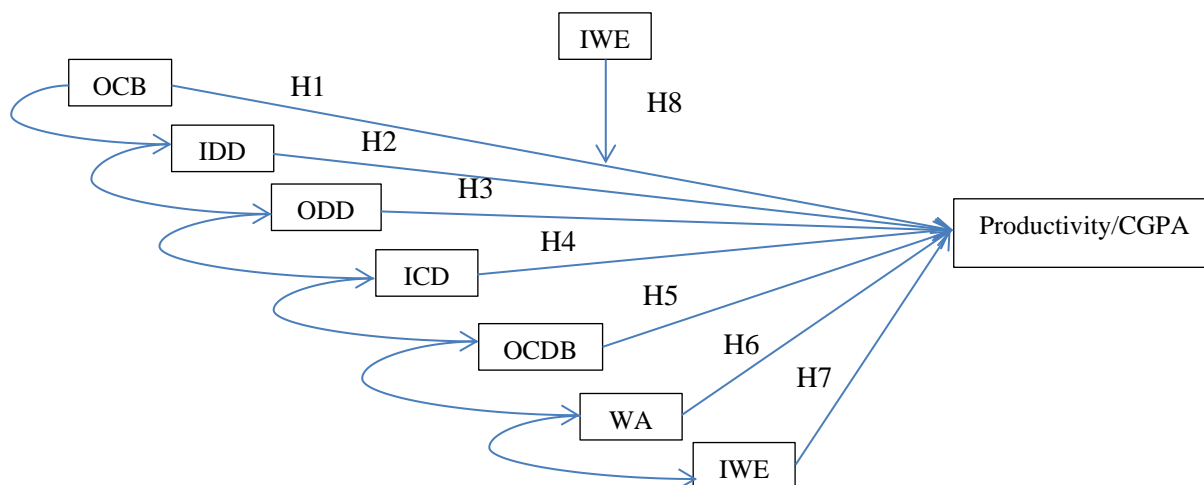 IWE
OCB
H1
H8
IDD
H2
ODD
H3
Productivity/CGPA
ICD
H4
OCDB
H5
WA
H6
IWE
H7